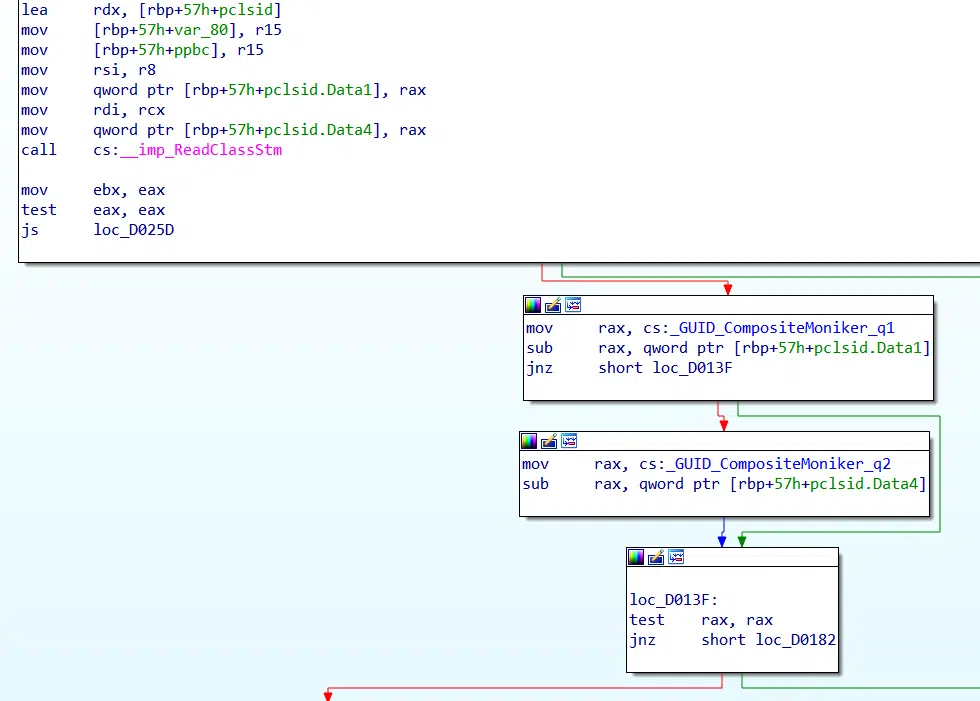 lea rdx, [rbp+57h+pclsid]
mov [rbp+57h+var_80], r15
mov [rbp+57h+ppbc], r15
mov rsi, r8
mov qword ptr [rbp+57h+pclsid.Data1], rax
mov rdi, rcx
mov qword ptr [rbp+57h+pclsid.Data4], rax
call cs:__imp_ReadClassStm
mov ebx, eax
test eax, eax
js loc_D025D
mov rax, cs:_GUID_CompositeMoniker_q1
sub rax, qword ptr [rbp+57h+pclsid.Data1]
jnz short loc_D013F
mov rax, cs:_GUID_CompositeMoniker_q2
sub rax, qword ptr [rbp+57h+pclsid.Data4]
loc_D013F:
test rax, rax
jnz short loc_D0182